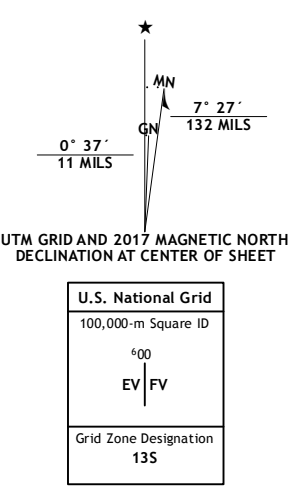 ★
MN
7° 27´
132 MILS
GN
0° 37´
11 MILS
UTM GRID AND 2017 MAGNETIC NORTH
DECLINATION AT CENTER OF SHEET
U.S. National Grid
100,000-m Square ID
⁶00
EV FV
Grid Zone Designation
13S